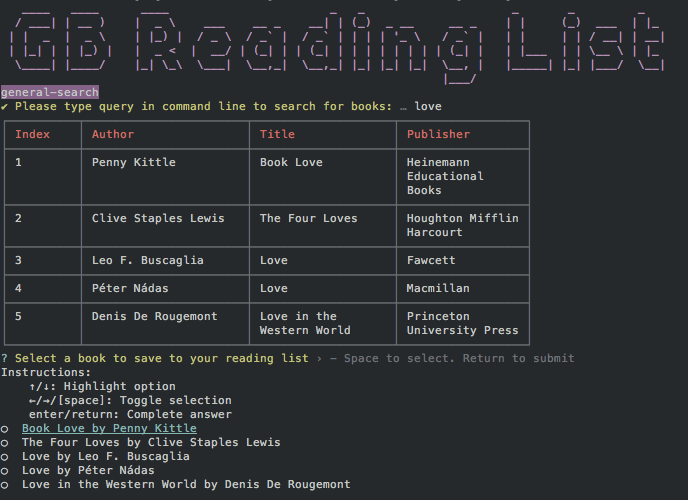 GB Reading List
general-search
✔ Please type query in command line to search for books: … love
Index Author Title Publisher
1 Penny Kittle Book Love Heinemann
Educational
Books
2 Clive Staples Lewis The Four Loves Houghton Mifflin
Harcourt
3 Leo F. Buscaglia Love Fawcett
4 Péter Nádas Love Macmillan
5 Denis De Rougemont Love in the Princeton
Western World University Press
? Select a book to save to your reading list › - Space to select. Return to submit
Instructions:
↑/↓: Highlight option
←/→/[space]: Toggle selection
enter/return: Complete answer
◯ Book Love by Penny Kittle
◯ The Four Loves by Clive Staples Lewis
◯ Love by Leo F. Buscaglia
◯ Love by Péter Nádas
◯ Love in the Western World by Denis De Rougemont